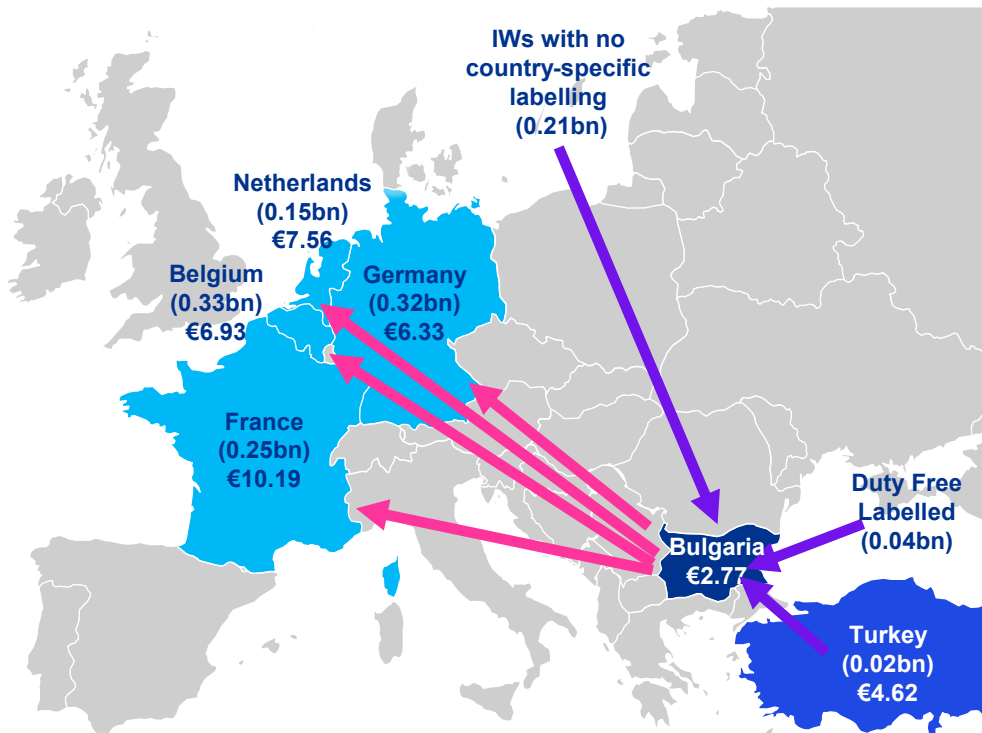 IWs with no
country-specific
labelling
(0.21bn)
Netherlands
(0.15bn)
€7.56
Belgium
(0.33bn)
€6.93
Germany
(0.32bn)
€6.33
France
(0.25bn)
€10.19
Duty Free
Labelled
(0.04bn)
Bulgaria
€2.77
Turkey
(0.02bn)
€4.62